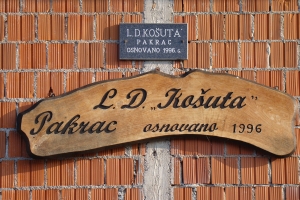 L.D.KOŠUTA"
PAKRAC
OSNOVANO 1996.G.
L.D. „Košuta"
Pakrac osnovano 1996